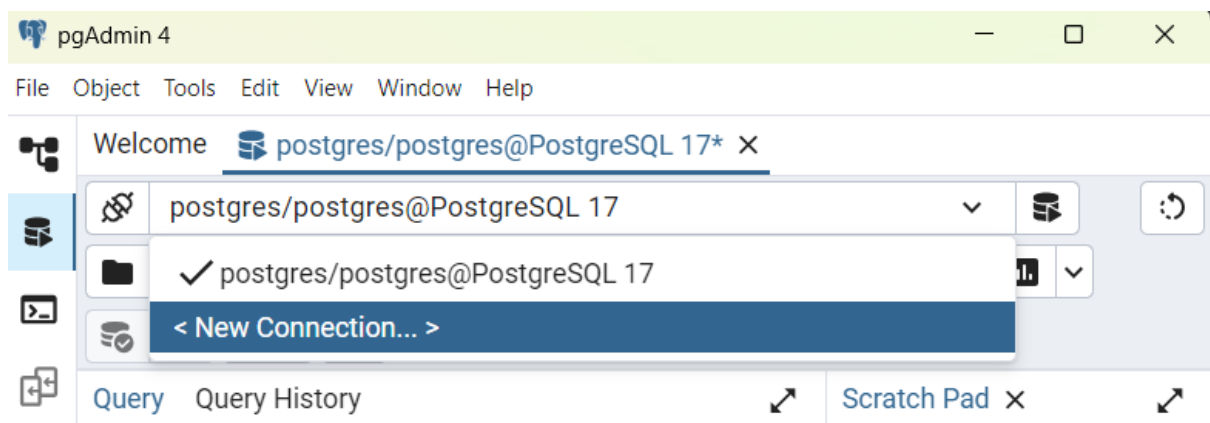 pgAdmin 4
File Object Tools Edit View Window Help
Welcome postgres/postgres@PostgreSQL 17*
postgres/postgres@PostgreSQL 17
postgres/postgres@PostgreSQL 17
< New Connection... >
Query Query History Scratch Pad